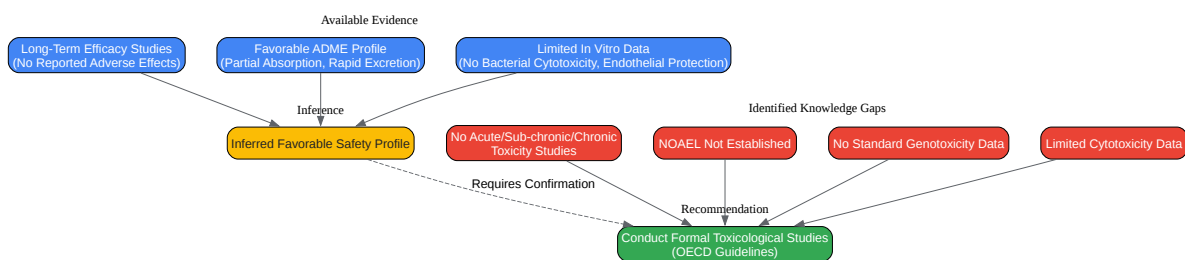 Available Evidence
Long-Term Efficacy Studies
(No Reported Adverse Effects)
Favorable ADME Profile
(Partial Absorption, Rapid Excretion)
Limited In Vitro Data
(No Bacterial Cytotoxicity, Endothelial Protection)
Inference
Inferred Favorable Safety Profile
Identified Knowledge Gaps
No Acute/Sub-chronic/Chronic
Toxicity Studies
NOAEL Not Established
No Standard Genotoxicity Data
Limited Cytotoxicity Data
Requires Confirmation
Recommendation
Conduct Formal Toxicological Studies
(OECD Guidelines)